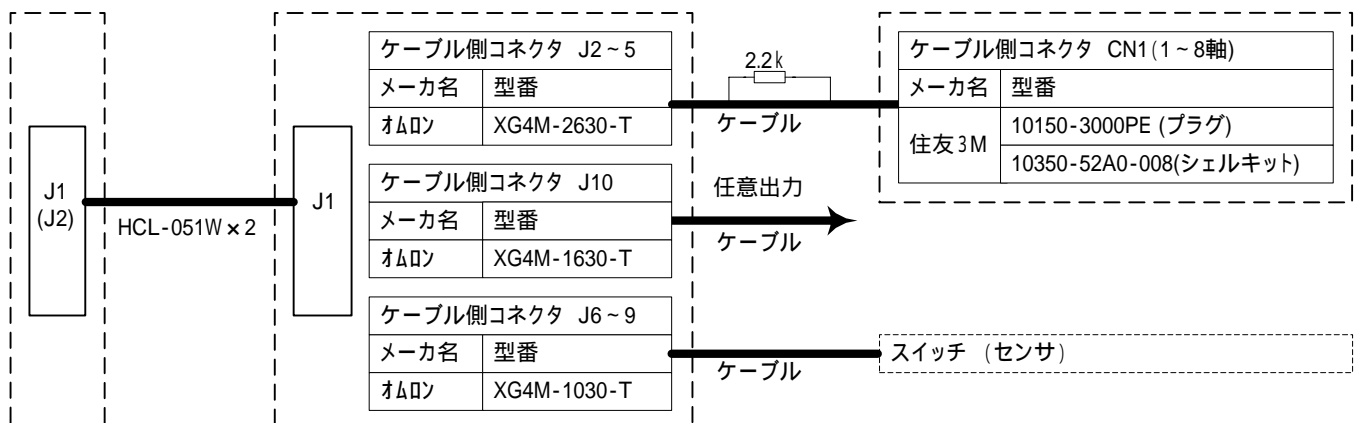 J1
(J2)
HCL-051W×2
J1
ケーブル側コネクタ J2~5
メーカ名 型番
オムロン XG4M-2630-T
ケーブル側コネクタ J10
メーカ名 型番
オムロン XG4M-1630-T
ケーブル側コネクタ J6~9
メーカ名 型番
オムロン XG4M-1030-T
2.2k
ケーブル
任意出力
ケーブル
ケーブル
ケーブル側コネクタ CN1(1~8軸)
メーカ名 型番
住友3M
10150-3000PE (プラグ)
10350-52A0-008(シェルキット)
スイッチ (センサ)